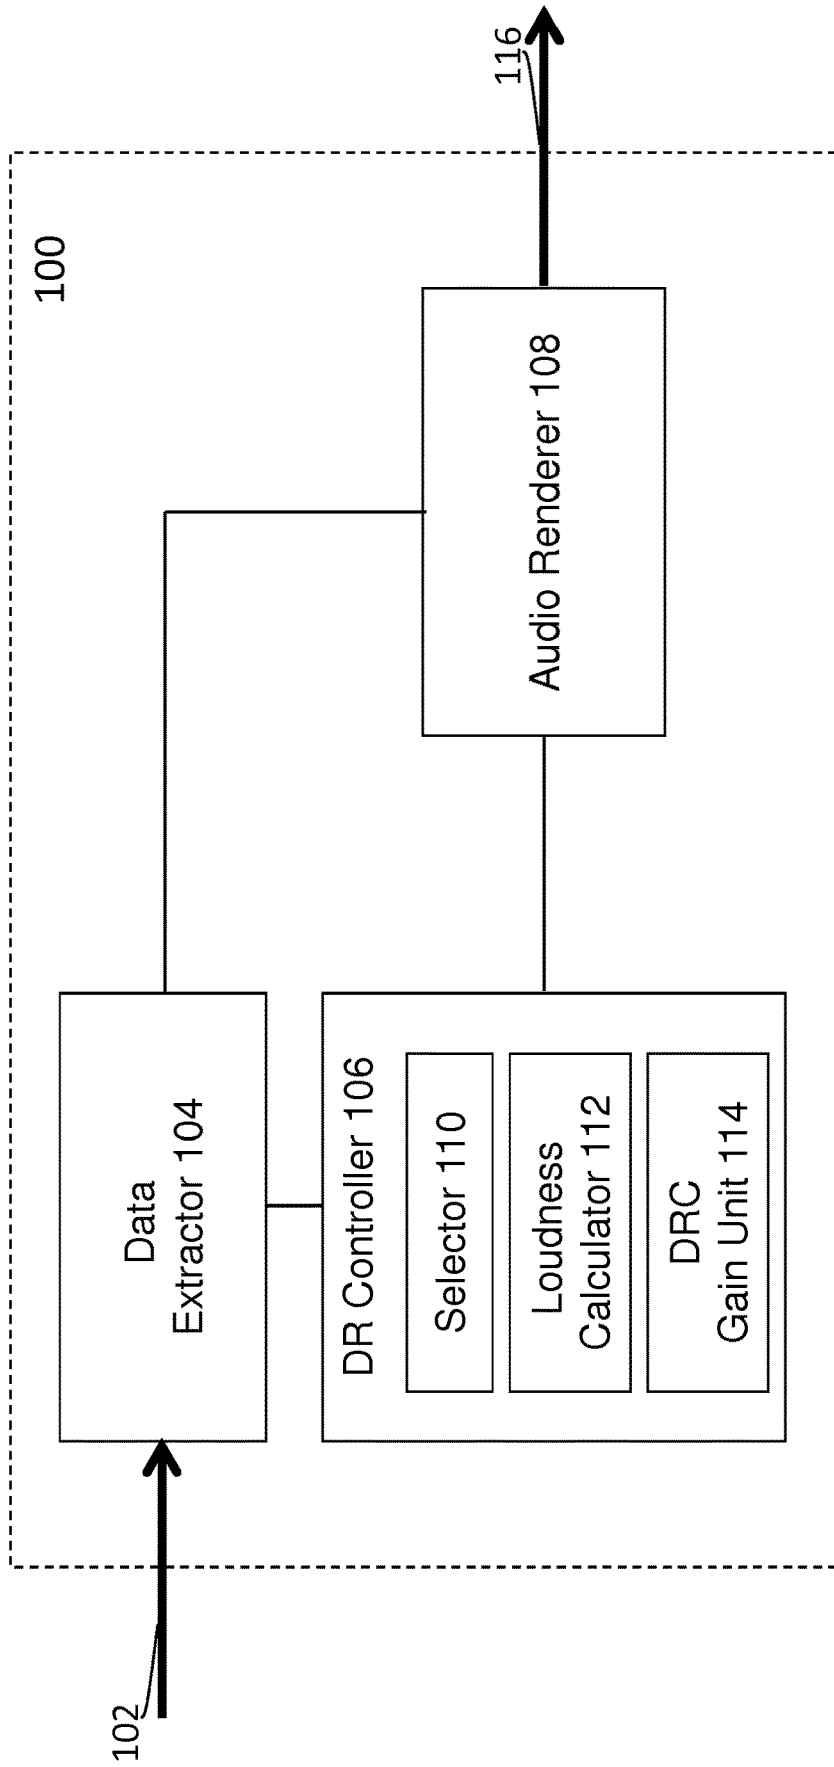 100
102
Data
Extractor 104
DR Controller 106
Selector 110
Loudness
Calculator 112
DRC
Gain Unit 114
Audio Renderer 108
116